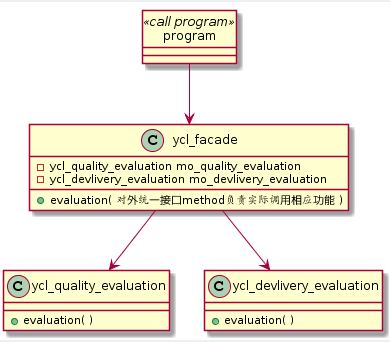 «call program»
program
C ycl_facade
ycl_quality_evaluation mo_quality_evaluation
ycl_devlivery_evaluation mo_devlivery_evaluation
evaluation( 对外统一接口method负责实际调用相应功能 )
C ycl_quality_evaluation
evaluation( )
C ycl_devlivery_evaluation
evaluation( )